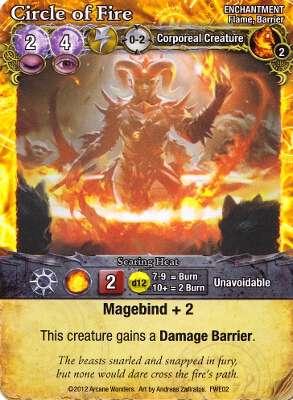 Circle of Fire
ENCHANTMENT
Flame, Barrier
2 4 0-2 Corporeal Creature
2
Searing Heat
2 d12 7-9 = Burn
10+ = 2 Burn
Unavoidable
Magebind + 2
This creature gains a Damage Barrier.
The beasts snarled and snapped in fury,
but none would dare cross the fire's path.
©2012 Arcane Wonders. Art by Andreas Zafiratos. FWE02